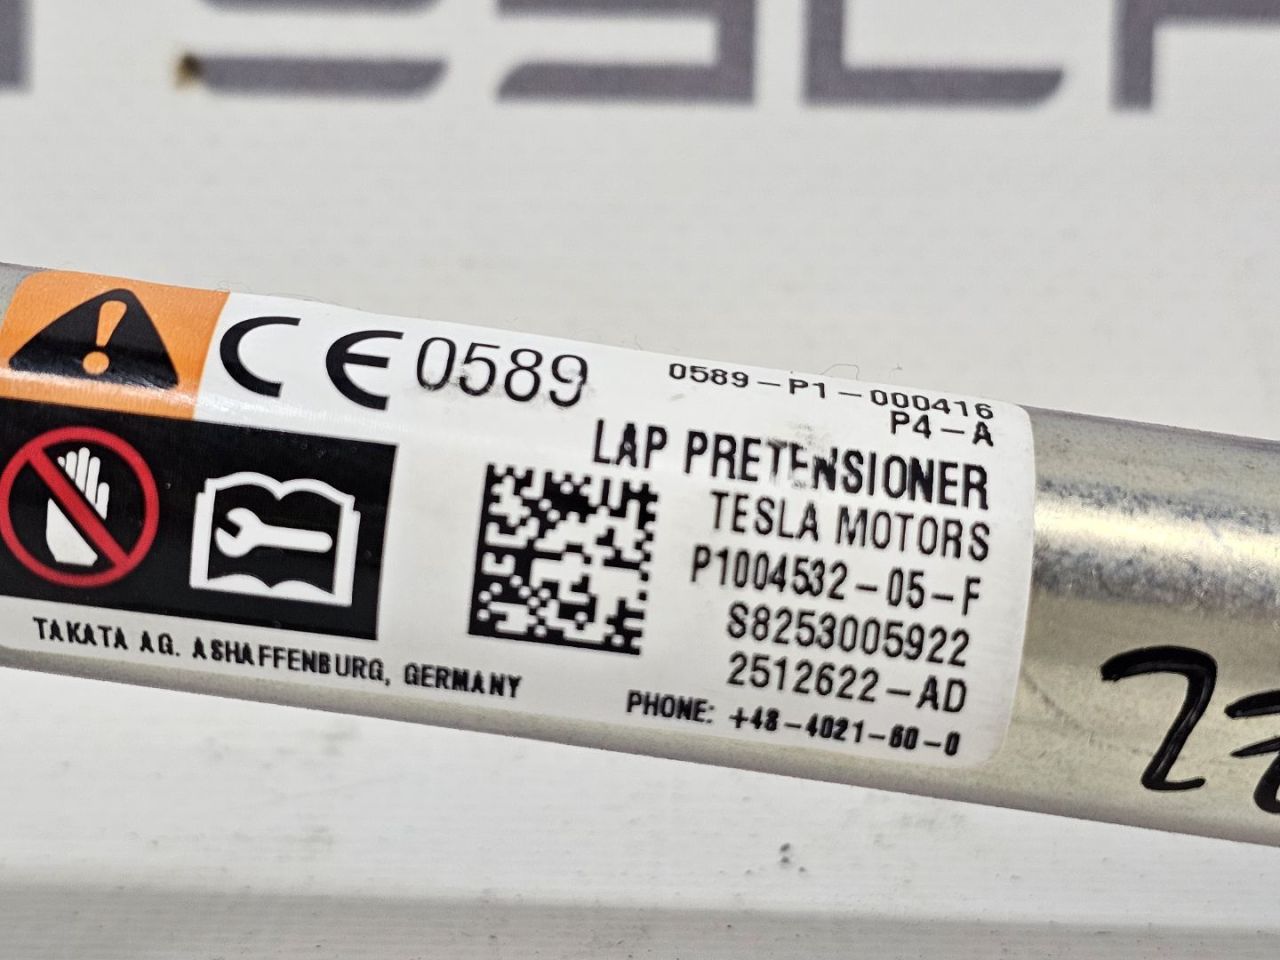 CE 0589
0589-P1-000416
P4-A
LAP PRETENSIONER
TESLA MOTORS
P1004532-05-F
S8253005922
2512622-AD
TAKATA AG. ASHAFFENBURG, GERMANY
PHONE: +48-4021-60-0